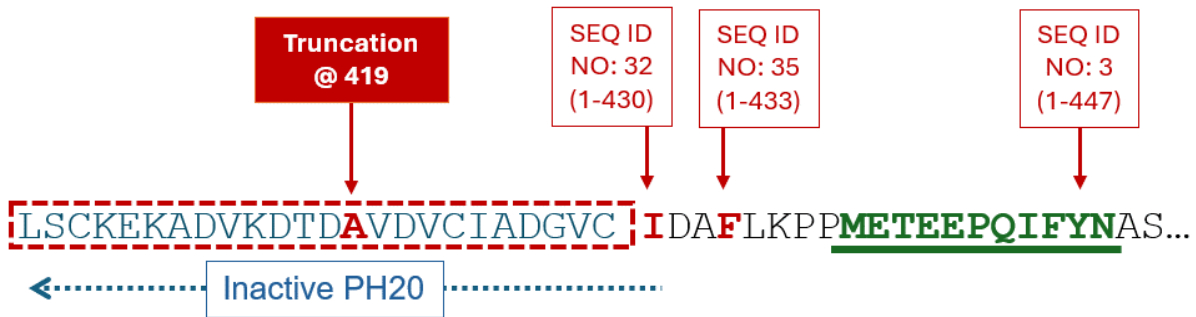 Truncation
@ 419
SEQ ID
NO: 32
(1-430)
SEQ ID
NO: 35
(1-433)
SEQ ID
NO: 3
(1-447)
LSCKEKADVKDTDAVDVCIADGVCIDAFLKPPMETEEPQIFYNAS…
Inactive PH20